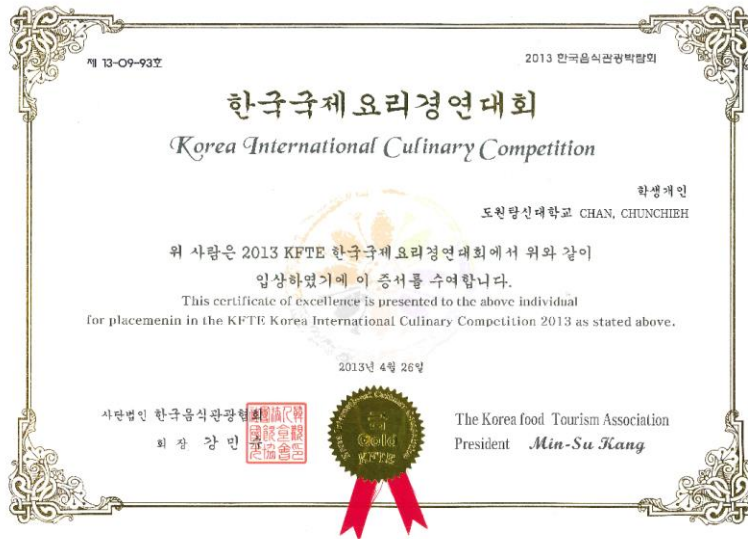 제 13-09-93호
2013 한국음식관광박람회
한국국제요리경연대회
Korea International Culinary Competition
학생개인
도원탕신대학교 CHAN, CHUNCHIEH
위 사람은 2013 KFTE 한국국제요리경연대회에서 위와 같이
입상하였기에 이 증서를 수여합니다.
This certificate of excellence is presented to the above individual
for placemenin in the KFTE Korea International Culinary Competition 2013 as stated above.
2013년 4월 26일
사단법인 한국음식관광협회
회 장 강 민 수
The Korea food Tourism Association
President Min-Su Kang
금
Gold
KFTE